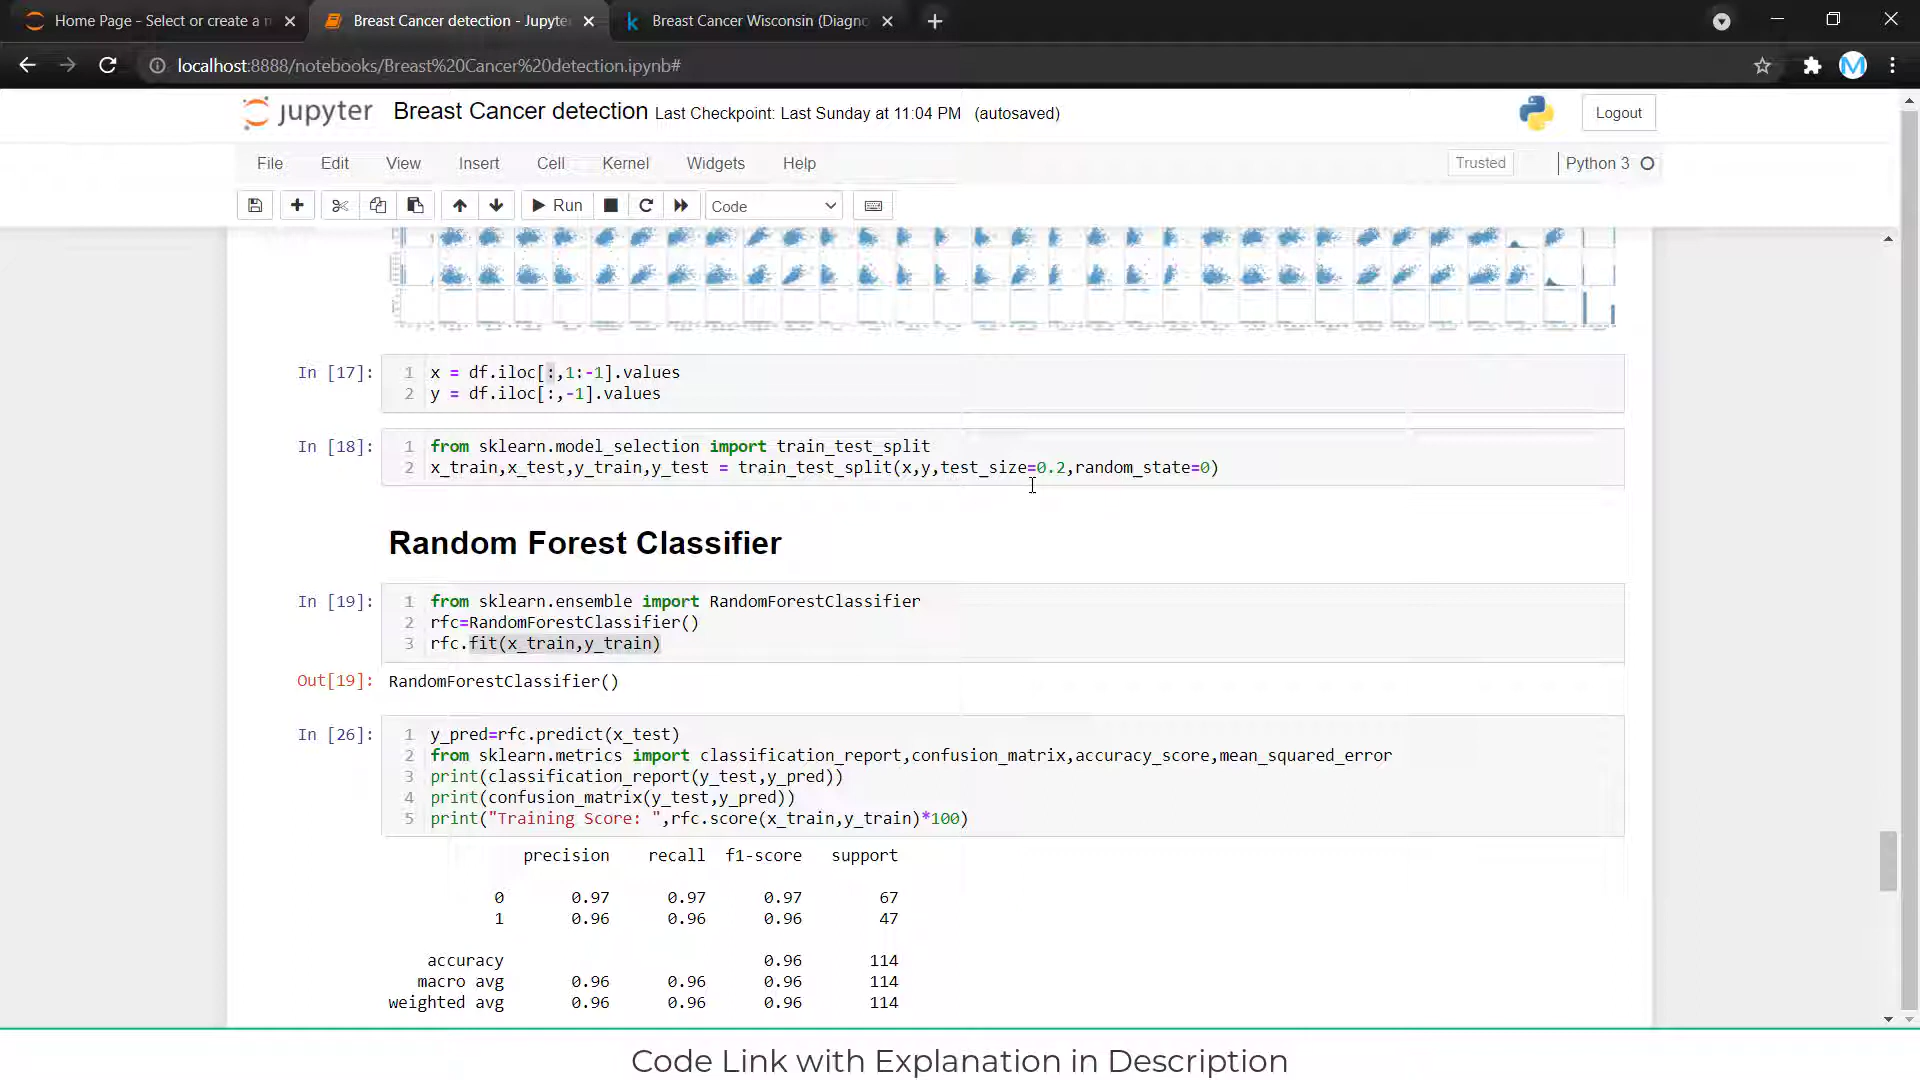 Home Page - Select or create a n
Breast Cancer detection - Jupyte
Breast Cancer Wisconsin (Diagno
localhost:8888/notebooks/Breast%20Cancer%20detection.ipynb#
M
jupyter Breast Cancer detection Last Checkpoint: Last Sunday at 11:04 PM (autosaved)
Logout
File Edit View Insert Cell Kernel Widgets Help
Trusted
Python 3
Run
Code
In [17]:
1 x = df.iloc[:,1:-1].values
2 y = df.iloc[:,-1].values
In [18]:
1 from sklearn.model_selection import train_test_split
2 x_train,x_test,y_train,y_test = train_test_split(x,y,test_size=0.2,random_state=0)
Random Forest Classifier
In [19]:
1 from sklearn.ensemble import RandomForestClassifier
2 rfc=RandomForestClassifier()
3 rfc.fit(x_train,y_train)
Out[19]: RandomForestClassifier()
In [26]:
1 y_pred=rfc.predict(x_test)
2 from sklearn.metrics import classification_report,confusion_matrix,accuracy_score,mean_squared_error
3 print(classification_report(y_test,y_pred))
4 print(confusion_matrix(y_test,y_pred))
5 print("Training Score: ",rfc.score(x_train,y_train)*100)
precision recall f1-score support
0 0.97 0.97 0.97 67
1 0.96 0.96 0.96 47
accuracy 0.96 114
macro avg 0.96 0.96 0.96 114
weighted avg 0.96 0.96 0.96 114
Code Link with Explanation in Description